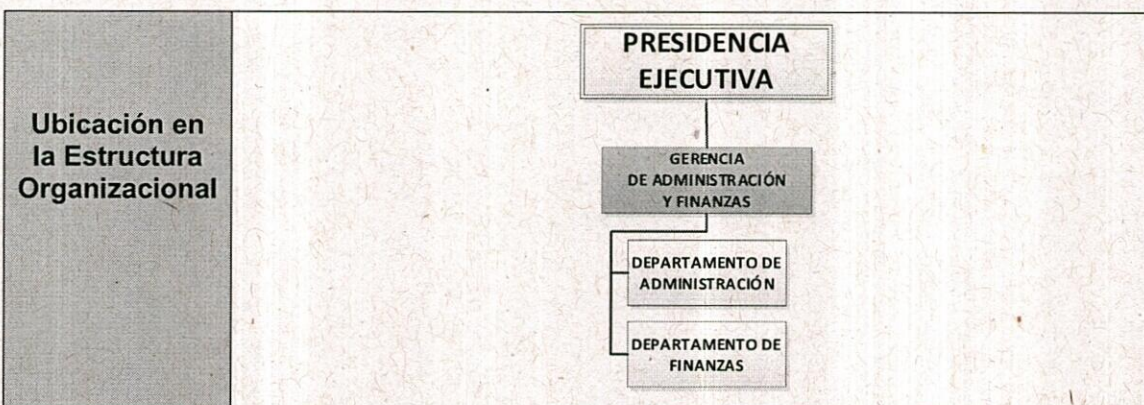 Ubicación en
la Estructura
Organizacional
PRESIDENCIA
EJECUTIVA
GERENCIA
DE ADMINISTRACIÓN
Y FINANZAS
DEPARTAMENTO DE
ADMINISTRACIÓN
DEPARTAMENTO DE
FINANZAS